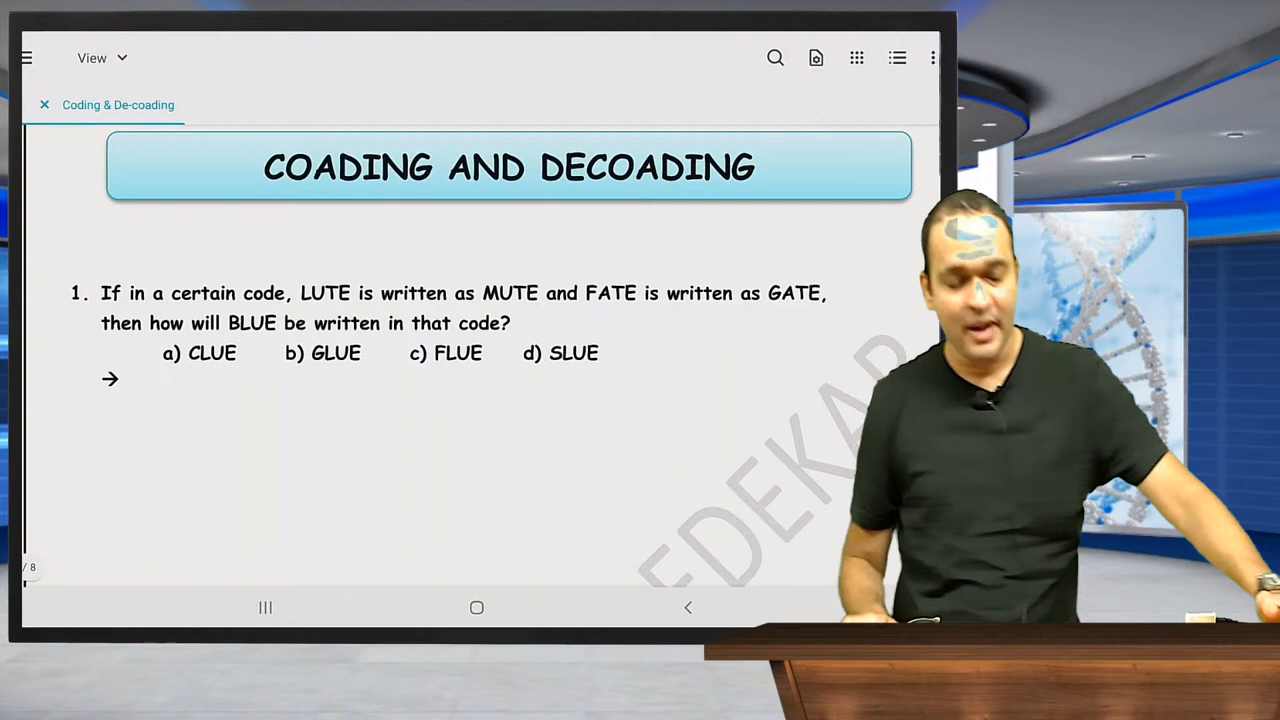 View
Coding & De-coading
COADING AND DECOADING
1. If in a certain code, LUTE is written as MUTE and FATE is written as GATE,
then how will BLUE be written in that code?
a) CLUE b) GLUE c) FLUE d) SLUE
→
/ 8
EDEKAR